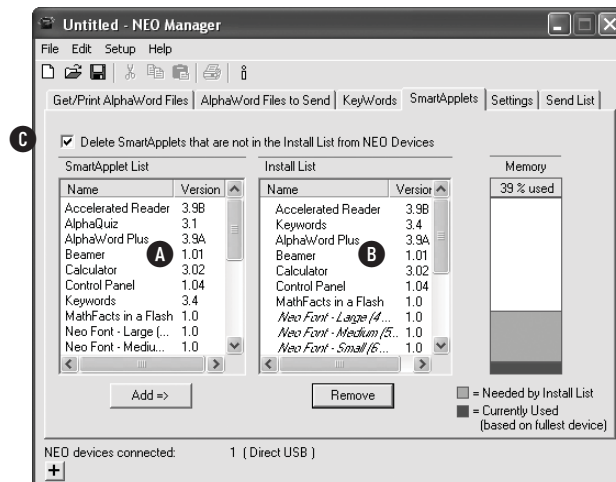 Untitled - NEO Manager
File Edit Setup Help
Get/Print AlphaWord Files AlphaWord Files to Send KeyWords SmartApplets Settings Send List
C Delete SmartApplets that are not in the Install List from NEO Devices
SmartApplet List Install List Memory
Name Version Name Version 39 % used
Accelerated Reader 3.9B Accelerated Reader 3.9B
AlphaQuiz 3.1 Keywords 3.4
AlphaWord Plus 3.9A AlphaWord Plus 3.9A
Beamer A 1.01 Beamer B 1.01
Calculator 3.02 Calculator 3.02
Control Panel 1.04 Control Panel 1.04
Keywords 3.4 MathFacts in a Flash 1.0
MathFacts in a Flash 1.0 Neo Font - Large (4... 1.0
Neo Font - Large (... 1.0 Neo Font - Medium (5... 1.0
Neo Font - Mediu... 1.0 Neo Font - Small (6... 1.0
Add => Remove
= Needed by Install List
= Currently Used
(based on fullest device)
NEO devices connected: 1 ( Direct USB )